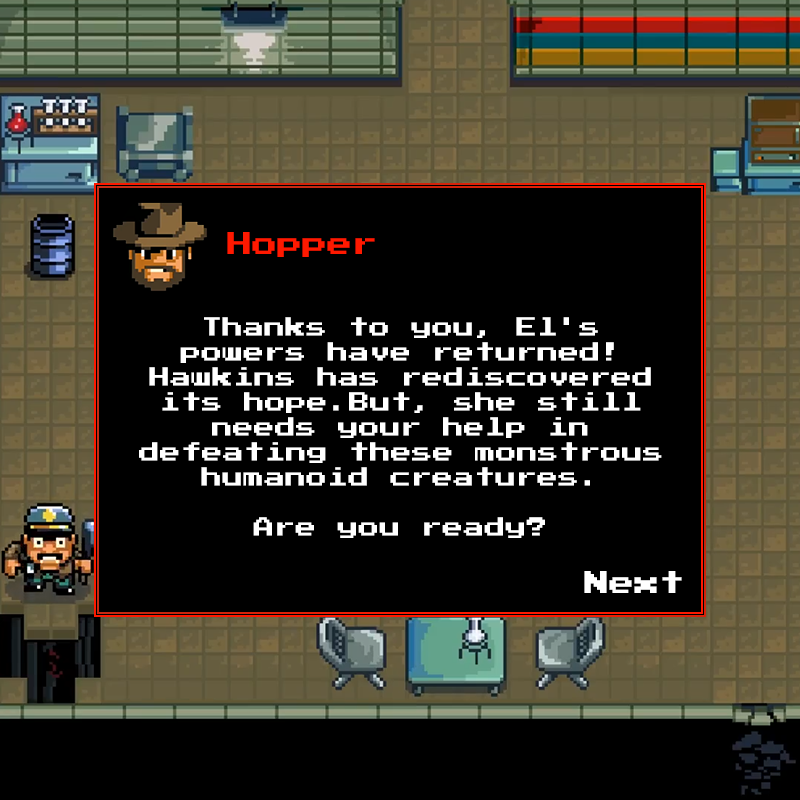 Hopper
Thanks to you, El's
powers have returned!
Hawkins has rediscovered
its hope.But, she still
needs your help in
defeating these monstrous
humanoid creatures.
Are you ready?
Next